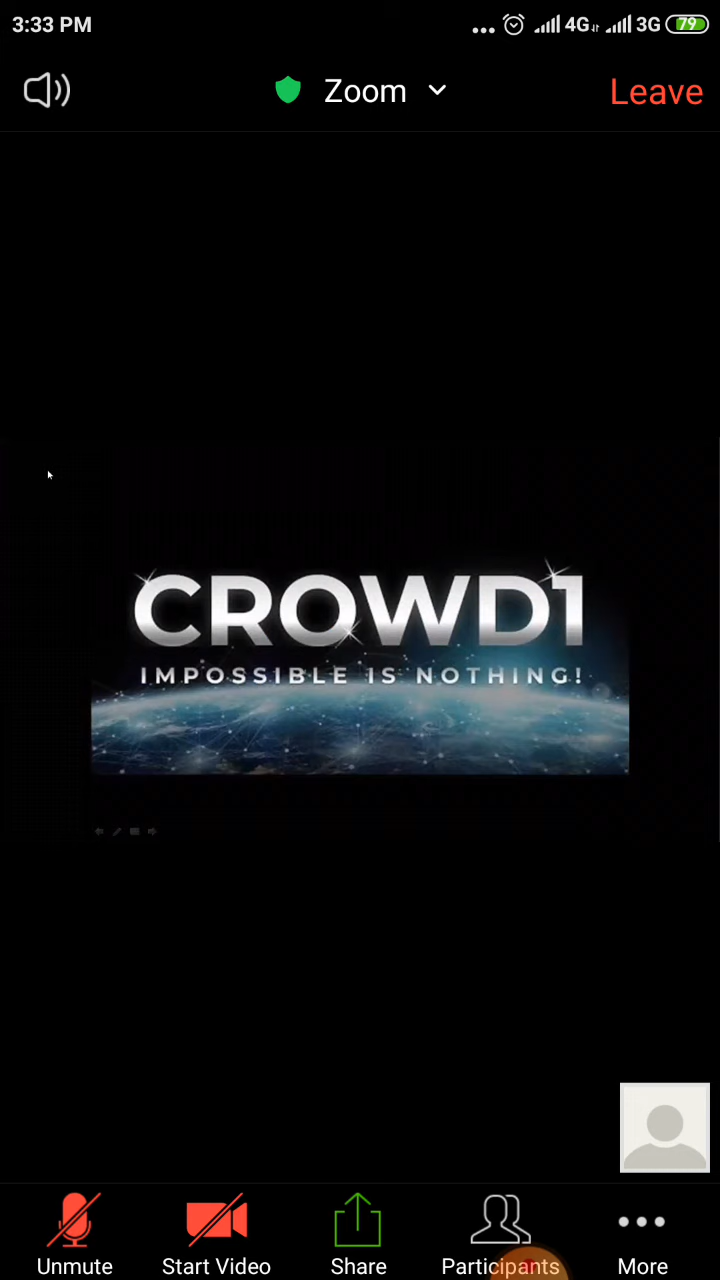 3:33 PM
4G 3G 79
Zoom
Leave
CROWD1
IMPOSSIBLE IS NOTHING!
Unmute
Start Video
Share
Participants
More